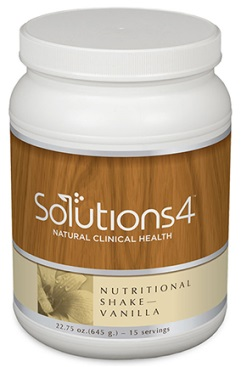 Solutions4
NATURAL CLINICAL HEALTH
NUTRITIONAL
SHAKE—
VANILLA
22.75 oz. (645 g.) – 15 servings